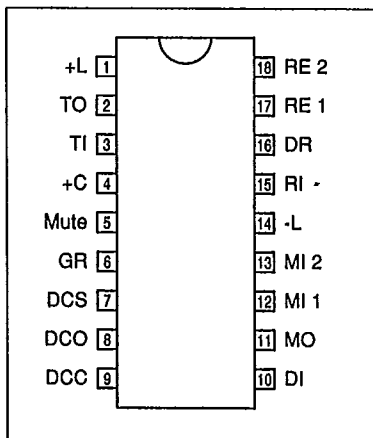 +L 1
TO 2
TI 3
+C 4
Mute 5
GR 6
DCS 7
DCO 8
DCC 9
18 RE 2
17 RE 1
16 DR
15 RI -
14 -L
13 MI 2
12 MI 1
11 MO
10 DI